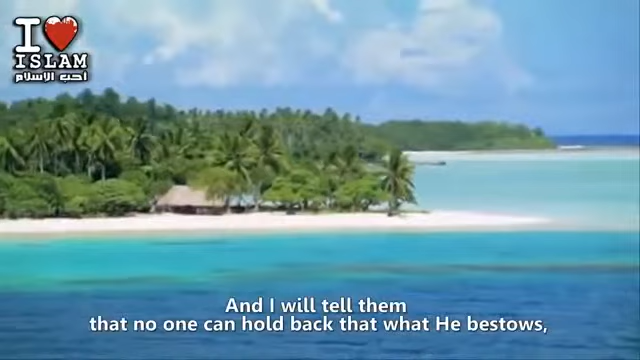 I ❤ ISLAM
أحب الإسلام
And I will tell them
that no one can hold back that what He bestows,